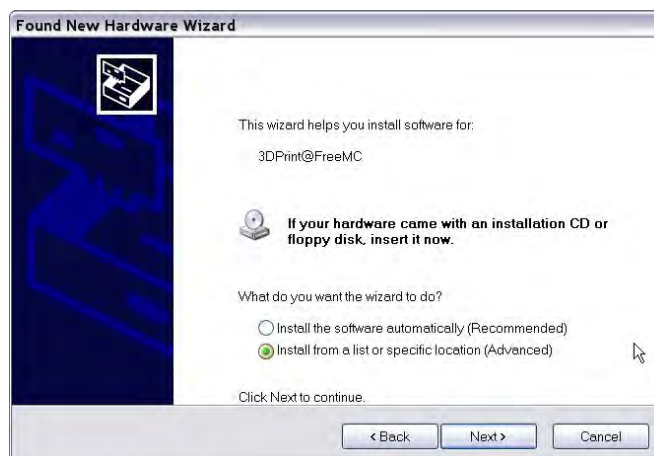 Found New Hardware Wizard
This wizard helps you install software for:
3DPrint@FreeMC
If your hardware came with an installation CD or
floppy disk, insert it now.
What do you want the wizard to do?
Install the software automatically (Recommended)
Install from a list or specific location (Advanced)
Click Next to continue.
< Back Next > Cancel